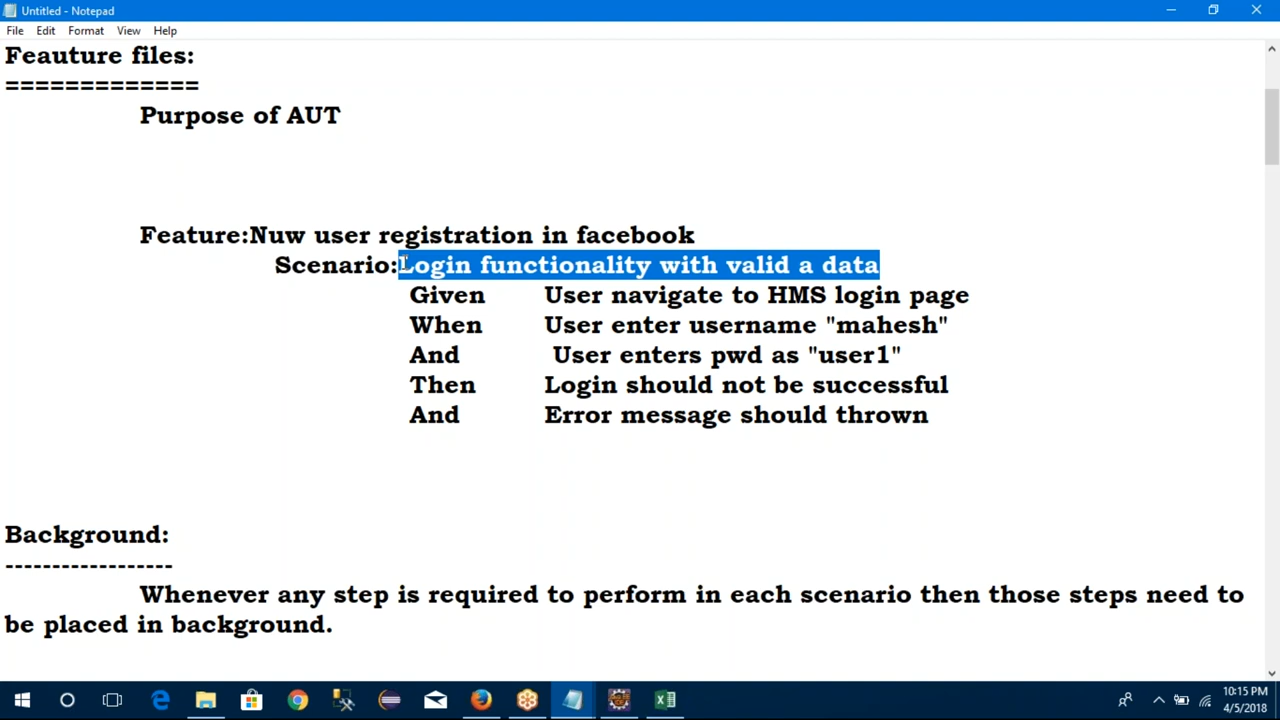 Untitled - Notepad
File Edit Format View Help
Feauture files:
=============
Purpose of AUT
Feature:Nuw user registration in facebook
Scenario:Login functionality with valid a data
Given User navigate to HMS login page
When User enter username "mahesh"
And User enters pwd as "user1"
Then Login should not be successful
And Error message should thrown
Background:
------------------
Whenever any step is required to perform in each scenario then those steps need to
be placed in background.
10:15 PM
4/5/2018